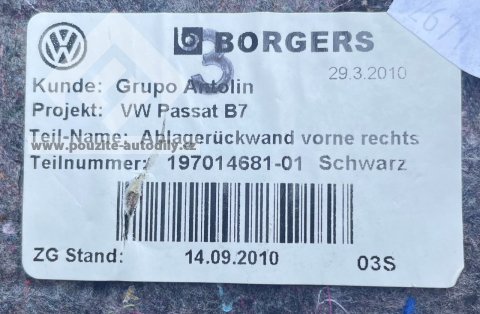 BORGERS
3
29.3.2010
Kunde: Grupo Antolin
Projekt: VW Passat B7
Teil-Name: Ablagerückwand vorne rechts
www.pouzite-autodily.cz
Teilnummer: 197014681-01 Schwarz
ZG Stand: 14.09.2010 03S